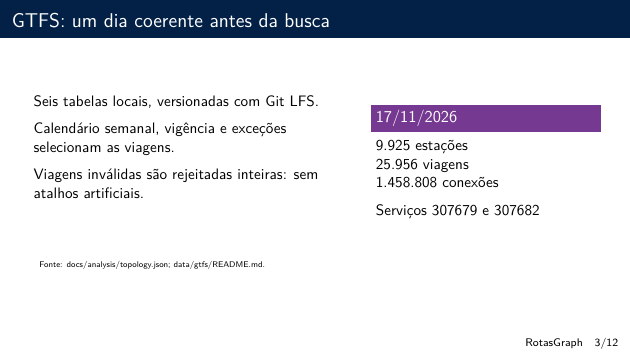 GTFS: um dia coerente antes da busca
Seis tabelas locais, versionadas com Git LFS.
Calendário semanal, vigência e exceções
selecionam as viagens.
Viagens inválidas são rejeitadas inteiras: sem
atalhos artificiais.
17/11/2026
9.925 estações
25.956 viagens
1.458.808 conexões
Serviços 307679 e 307682
Fonte: docs/analysis/topology.json; data/gtfs/README.md.
RotasGraph 3/12